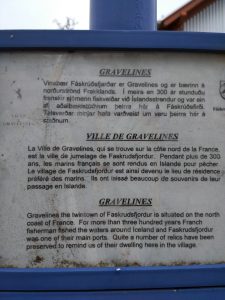 GRAVELINES
Vinabær Fáskrúðsfjarðar er Gravelines og er bærinn á
norðurströnd Frakklands. Í meira en 300 ár stunduðu
franskir sjómenn fiskveiðar við Íslandsstrendur og var ein
af aðalbækistöðvum þeirra hér á Fáskrúðsfirði.
Talsverðar minjar hafa varðveist um veru þeirra hér á
staðnum.
VILLE DE GRAVELINES
La Ville de Gravelines, qui se trouve sur la côte nord de la France,
est la ville de jumelage de Faskrudsfjordur. Pendant plus de 300
ans, les marins français se sont rendus en Islande pour pêcher.
Le village de Faskrudsfjordur est ainsi devenu le lieu de résidence
préféré des marins. Ils ont laissé beaucoup de souvenirs de leur
passage en Islande.
GRAVELINES
Gravelines the twintown of Faskrudsfjordur is situated on the north
coast of France. For more than three hundred years French
fisherman fished the waters around Iceland and Faskrudsfjordur
was one of their main ports. Quite a number of relics have been
preserved to remind us of their dwelling here in the village.